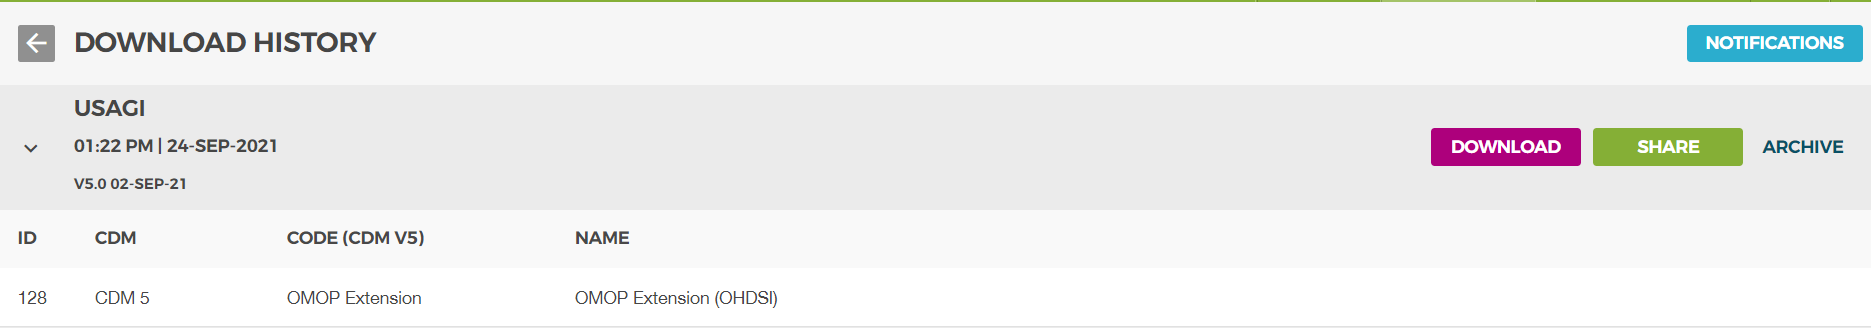 DOWNLOAD HISTORY
NOTIFICATIONS
USAGI
01:22 PM | 24-SEP-2021
V5.0 02-SEP-21
DOWNLOAD SHARE ARCHIVE
ID CDM CODE (CDM V5) NAME
128 CDM 5 OMOP Extension OMOP Extension (OHDSI)